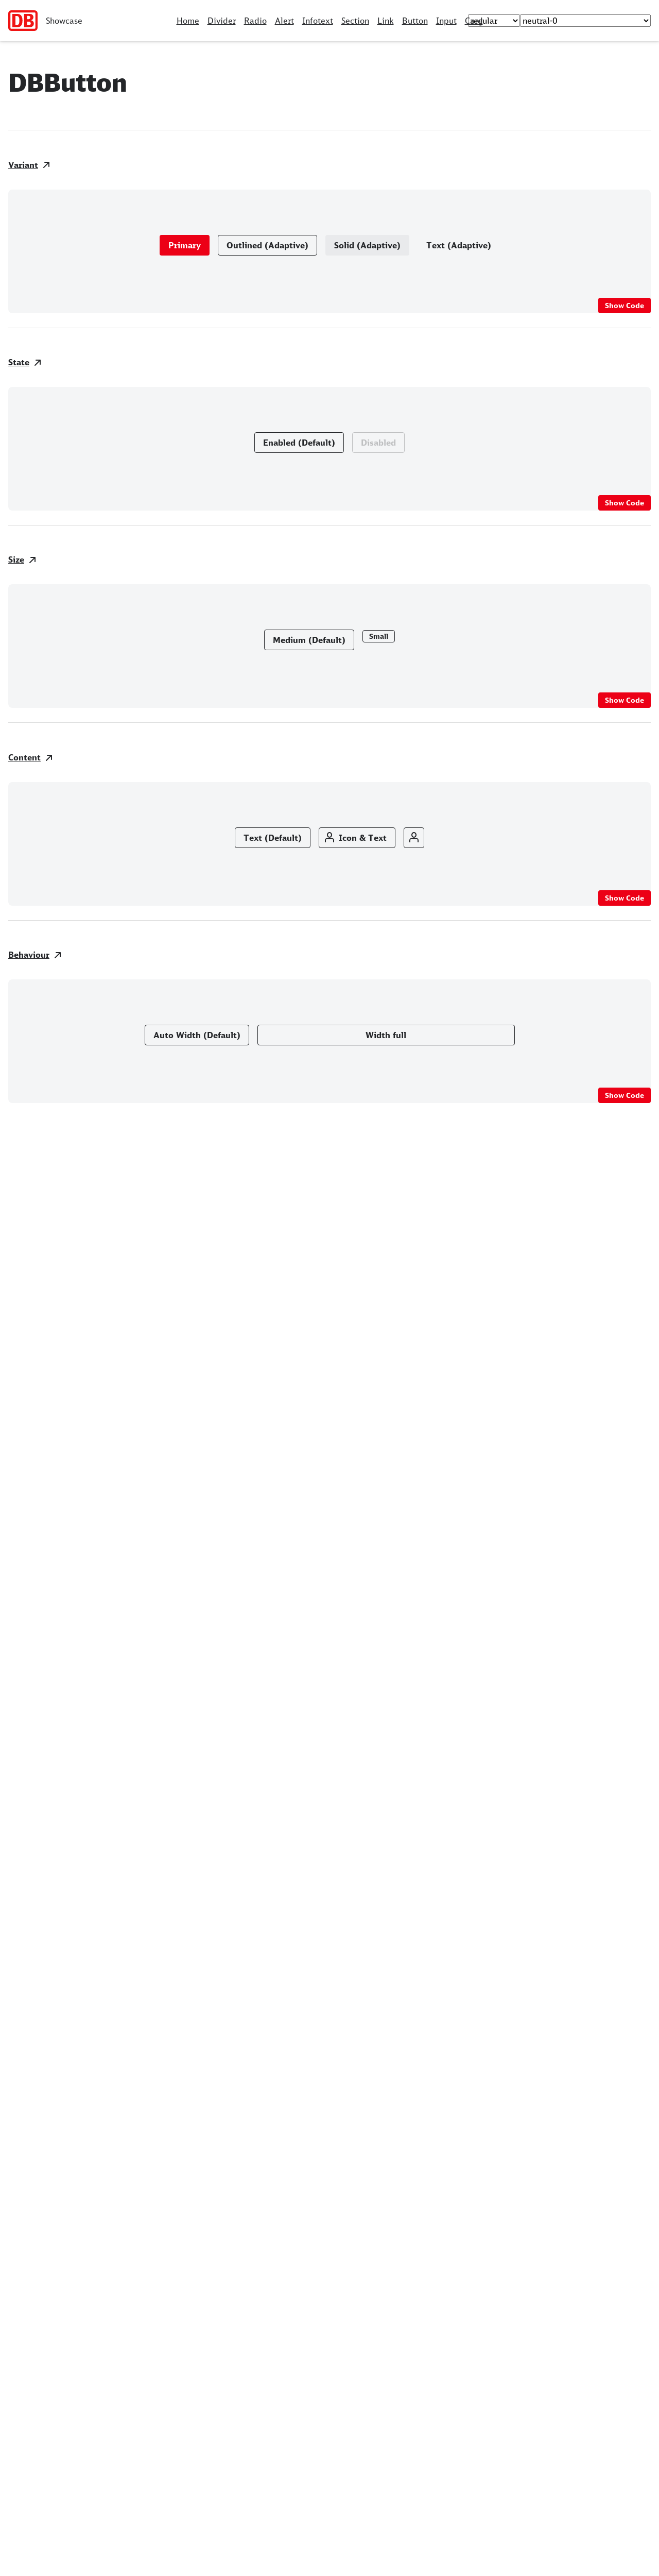 DB Showcase Home Divider Radio Alert Infotext Section Link Button Input neutral-0
DBButton
Variant
Primary Outlined (Adaptive) Solid (Adaptive) Text (Adaptive)
Show Code
State
Enabled (Default) Disabled
Show Code
Size
Medium (Default) Small
Show Code
Content
Text (Default) Icon & Text
Show Code
Behaviour
Auto Width (Default) Width full
Show Code